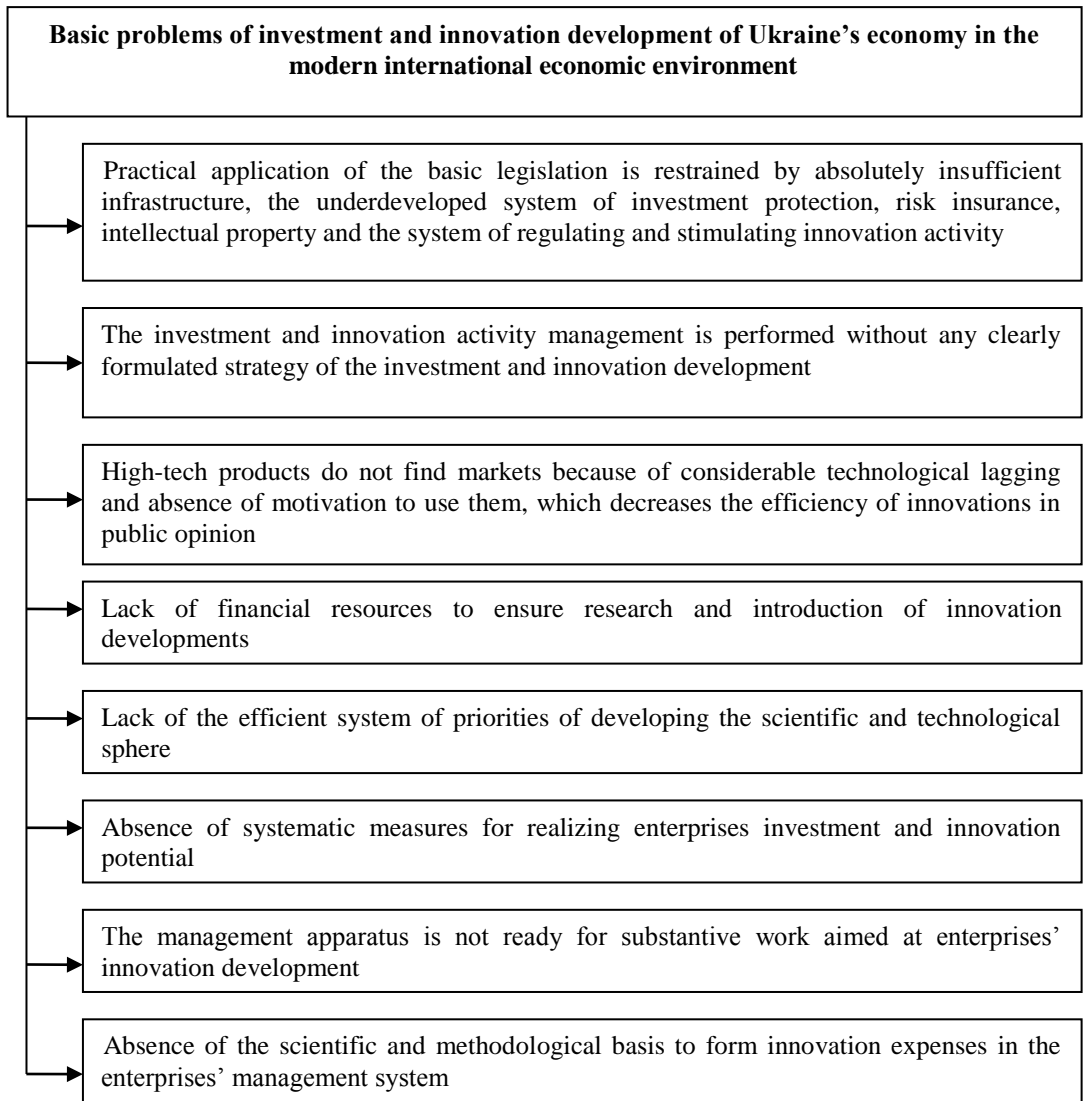 Basic problems of investment and innovation development of Ukraine’s economy in the
modern international economic environment
Practical application of the basic legislation is restrained by absolutely insufficient
infrastructure, the underdeveloped system of investment protection, risk insurance,
intellectual property and the system of regulating and stimulating innovation activity
The investment and innovation activity management is performed without any clearly
formulated strategy of the investment and innovation development
High-tech products do not find markets because of considerable technological lagging
and absence of motivation to use them, which decreases the efficiency of innovations in
public opinion
Lack of financial resources to ensure research and introduction of innovation
developments
Lack of the efficient system of priorities of developing the scientific and technological
sphere
Absence of systematic measures for realizing enterprises investment and innovation
potential
The management apparatus is not ready for substantive work aimed at enterprises’
innovation development
Absence of the scientific and methodological basis to form innovation expenses in the
enterprises’ management system